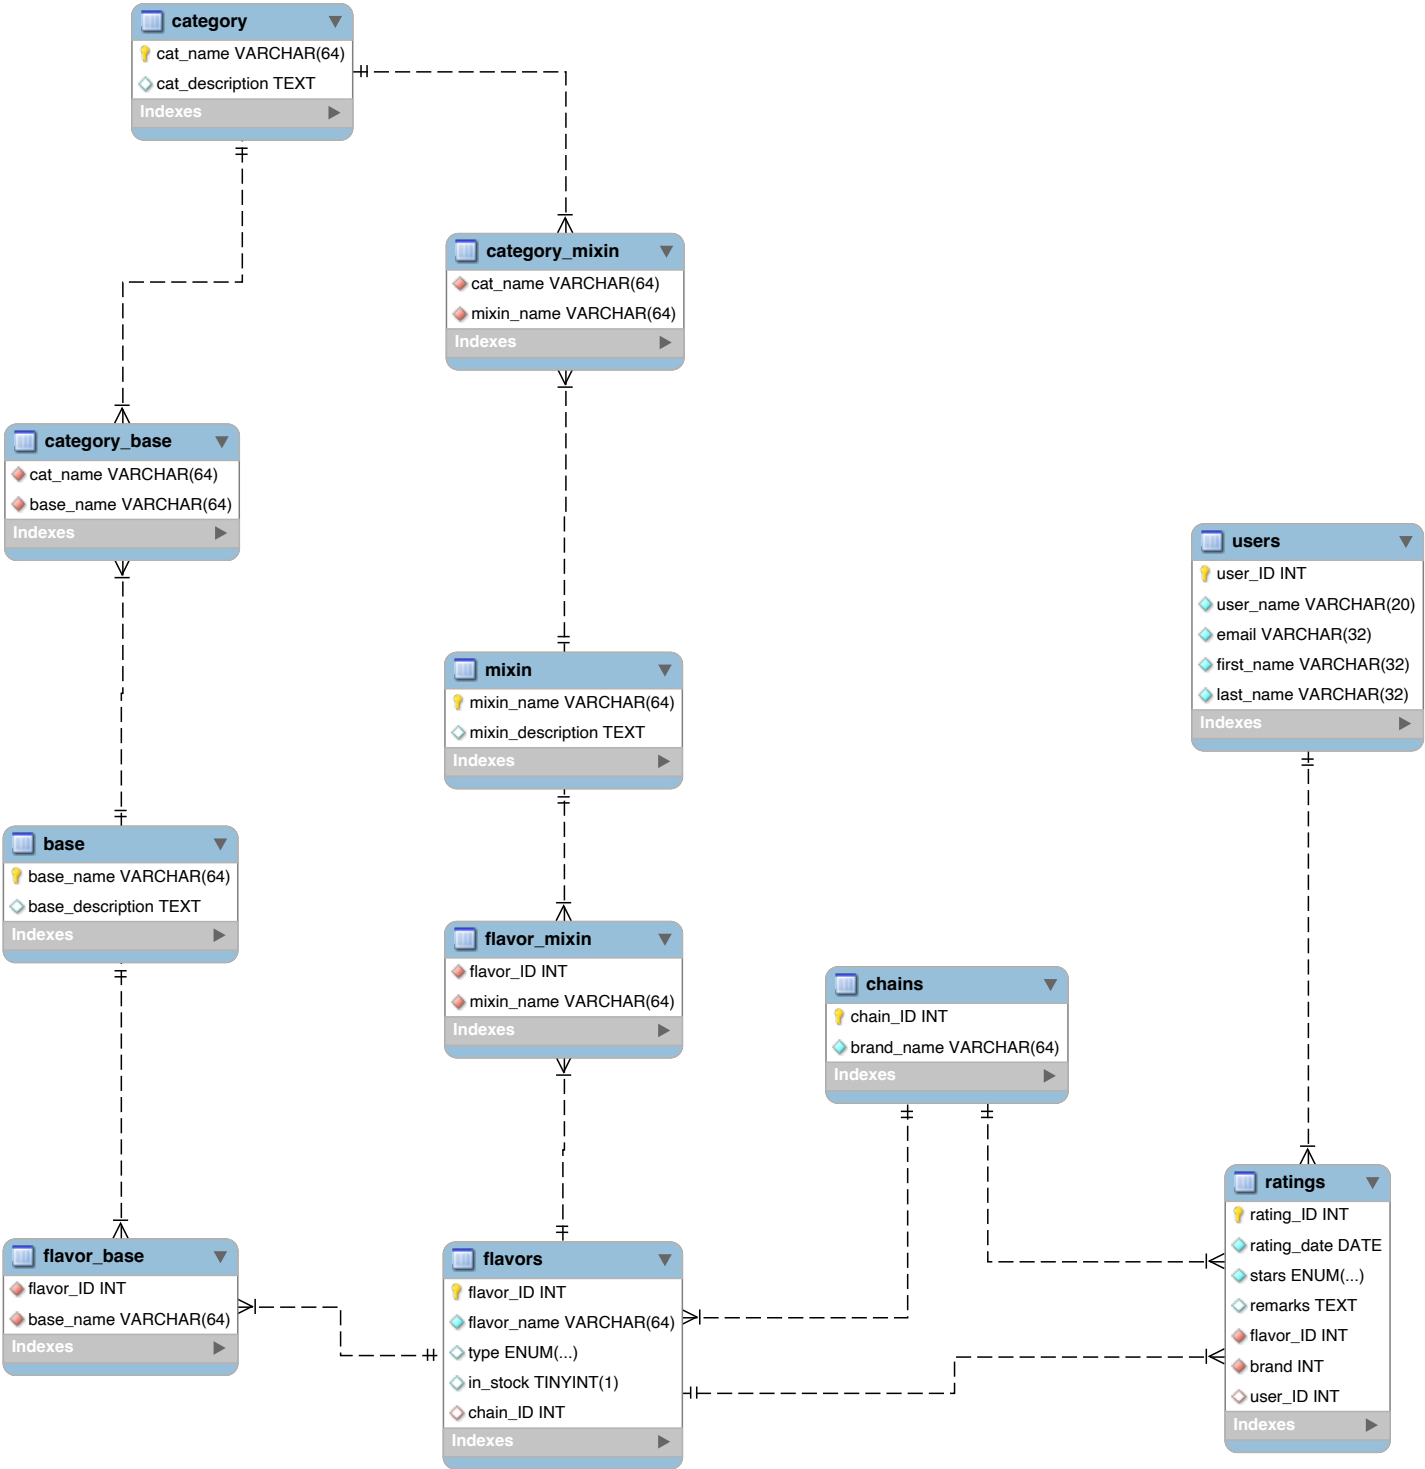 category
cat_name VARCHAR(64)
cat_description TEXT
Indexes
category_mixin
cat_name VARCHAR(64)
mixin_name VARCHAR(64)
Indexes
category_base
cat_name VARCHAR(64)
base_name VARCHAR(64)
Indexes
users
user_ID INT
user_name VARCHAR(20)
email VARCHAR(32)
first_name VARCHAR(32)
last_name VARCHAR(32)
Indexes
mixin
mixin_name VARCHAR(64)
mixin_description TEXT
Indexes
base
base_name VARCHAR(64)
base_description TEXT
Indexes
flavor_mixin
flavor_ID INT
mixin_name VARCHAR(64)
Indexes
chains
chain_ID INT
brand_name VARCHAR(64)
Indexes
ratings
rating_ID INT
rating_date DATE
stars ENUM(...)
remarks TEXT
flavor_ID INT
brand INT
user_ID INT
Indexes
flavor_base
flavor_ID INT
base_name VARCHAR(64)
Indexes
flavors
flavor_ID INT
flavor_name VARCHAR(64)
type ENUM(...)
in_stock TINYINT(1)
chain_ID INT
Indexes